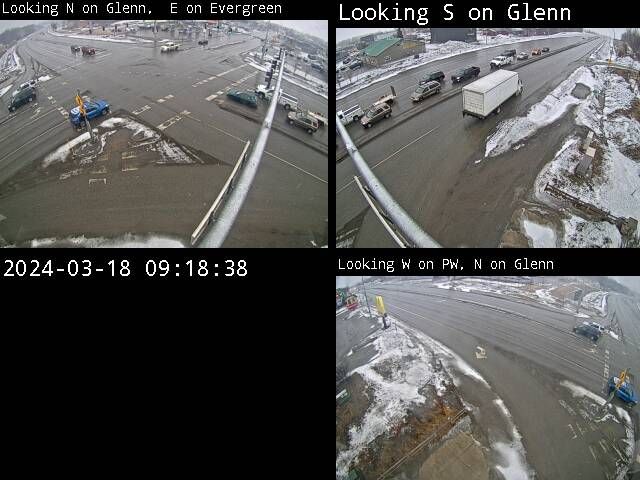 Looking N on Glenn,  E on Evergreen
Looking S on Glenn
2024-03-18 09:18:38
Looking W on PW, N on Glenn